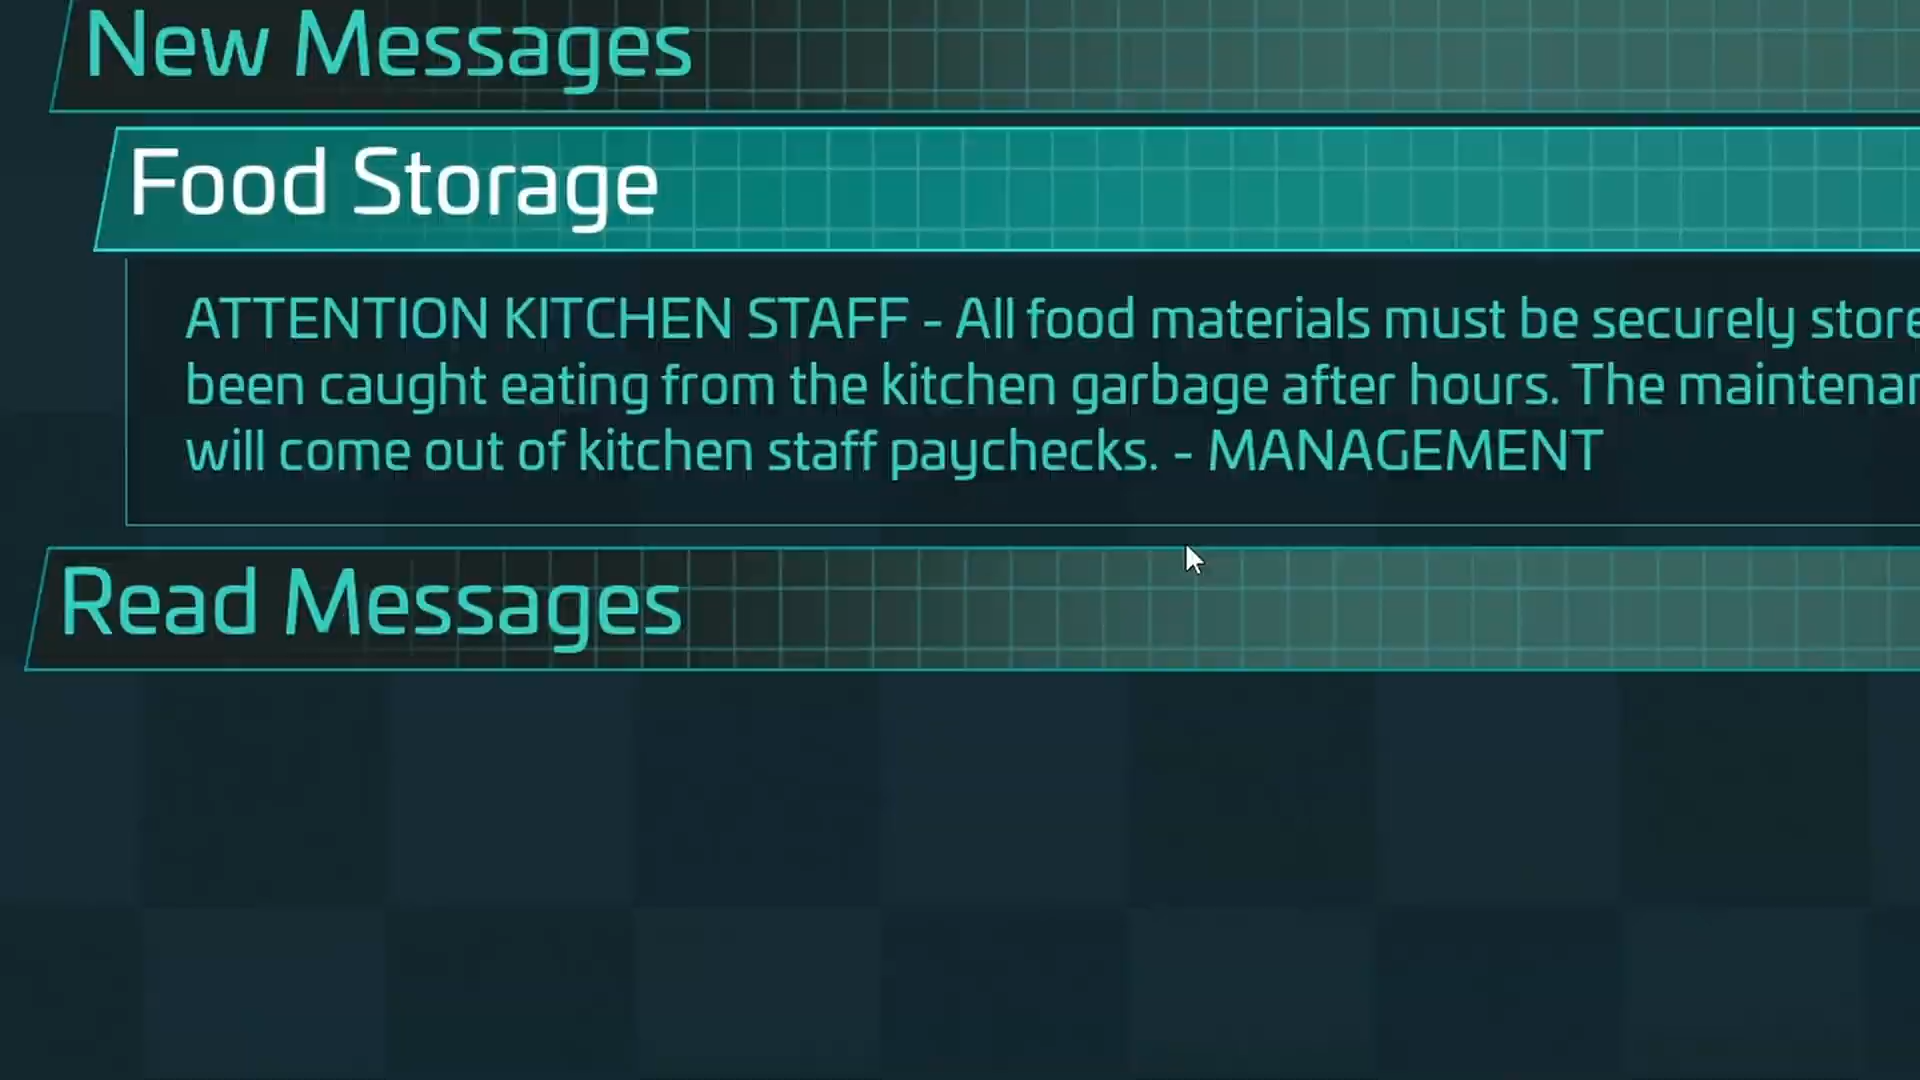 New Messages
Food Storage
ATTENTION KITCHEN STAFF - All food materials must be securely store
been caught eating from the kitchen garbage after hours. The maintenan
will come out of kitchen staff paychecks. - MANAGEMENT
Read Messages